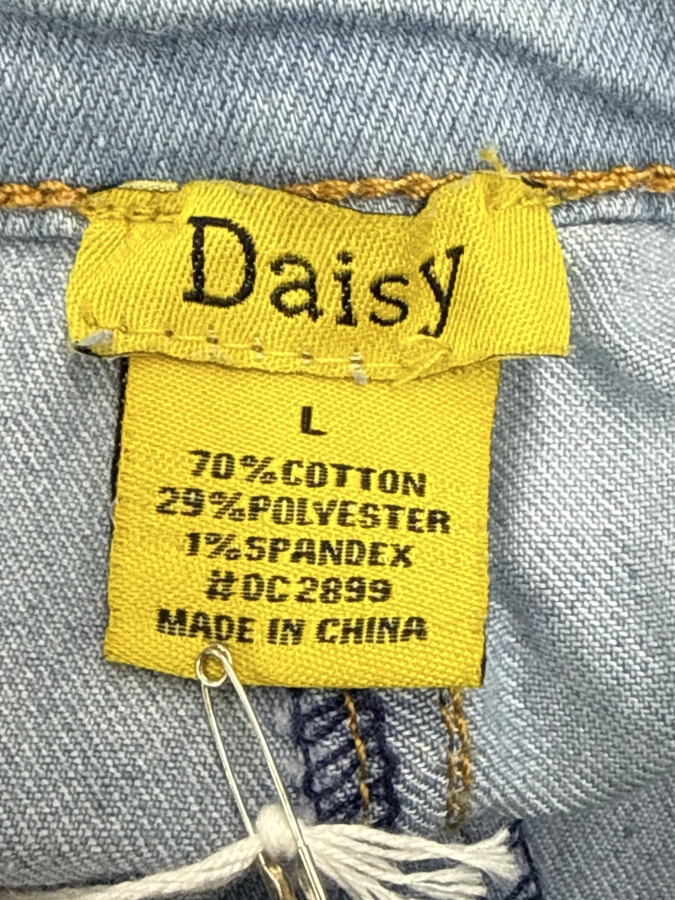 Daisy
L
70%COTTON
29%POLYESTER
1%SPANDEX
#DC2899
MADE IN CHINA